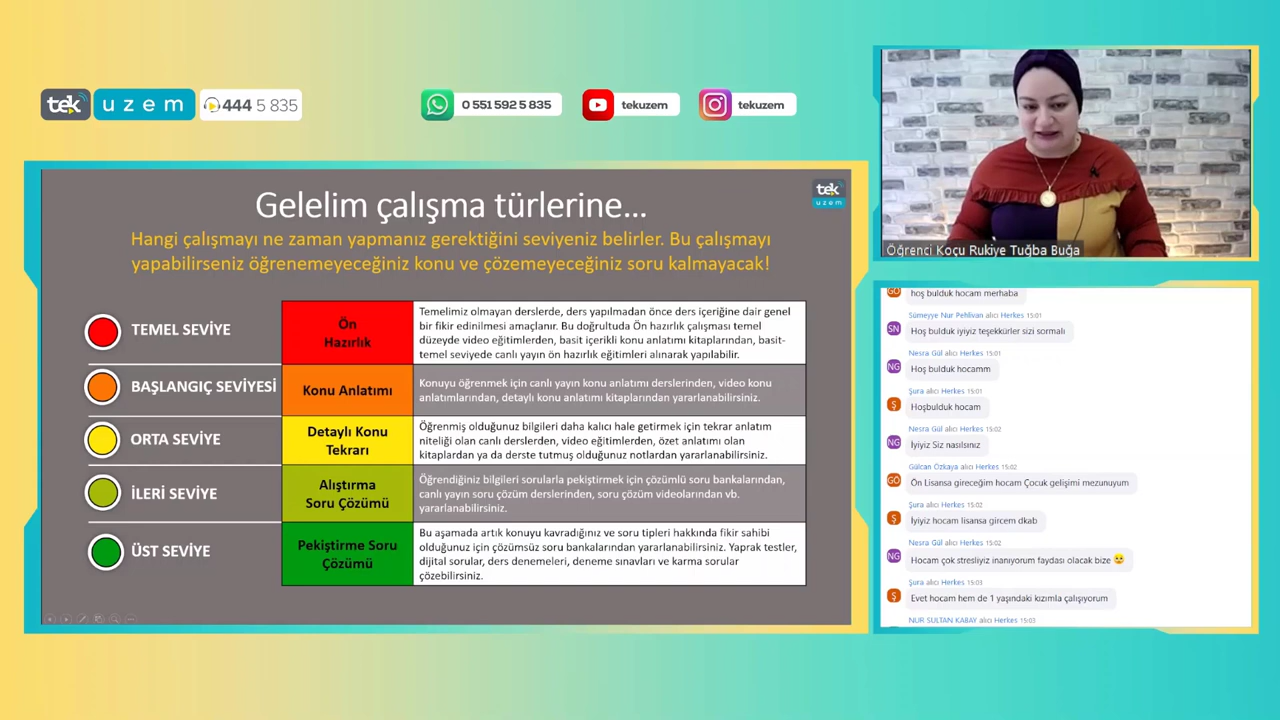 tek uzem 444 5 835
0 551 592 5 835
tekuzem
tekuzem
Gelelim çalışma türlerine...
tek
uzem
Hangi çalışmayı ne zaman yapmanız gerektiğini seviyeniz belirler. Bu çalışmayı
yapabilirseniz öğrenemeyeceğiniz konu ve çözemeyeceğiniz soru kalmayacak!
TEMEL SEVİYE
Ön
Hazırlık
Temelimiz olmayan derslerde, ders yapılmadan önce ders içeriğine dair genel
bir fikir edinilmesi amaçlanır. Bu doğrultuda Ön hazırlık çalışması temel
düzeyde video eğitimlerden, basit içerikli konu anlatımı kitaplarından, basit-
temel seviyede canlı yayın ön hazırlık eğitimleri alınarak yapılabilir.
BAŞLANGIÇ SEVİYESİ
Konu Anlatımı
Konuyu öğrenmek için canlı yayın konu anlatımı derslerinden, video konu
anlatımlarından, detaylı konu anlatımı kitaplarından yararlanabilirsiniz.
ORTA SEVİYE
Detaylı Konu
Tekrarı
Öğrenmiş olduğunuz bilgileri daha kalıcı hale getirmek için tekrar anlatım
niteliği olan canlı derslerden, video eğitimlerden, özet anlatımı olan
kitaplardan ya da derste tutmuş olduğunuz notlardan yararlanabilirsiniz.
İLERİ SEVİYE
Alıştırma
Soru Çözümü
Öğrendiğiniz bilgileri sorularla pekiştirmek için çözümlü soru bankalarından,
canlı yayın soru çözüm derslerinden, soru çözüm videolarından vb.
yararlanabilirsiniz.
ÜST SEVİYE
Pekiştirme Soru
Çözümü
Bu aşamada artık konuyu kavradığınız ve soru tipleri hakkında fikir sahibi
olduğunuz için çözümsüz soru bankalarından yararlanabilirsiniz. Yaprak testler,
dijital sorular, ders denemeleri, deneme sınavları ve karma sorular
çözebilirsiniz.
Öğrenci Koçu Rukiye Tuğba Buğa
GÖ hoş bulduk hocam merhaba
Sümeyye Nur Pehlivan alıcı Herkes 15:01
SN Hoş bulduk iyiyiz teşekkürler sizi sormalı
Nesra Gül alıcı Herkes 15:01
NG Hoş bulduk hocamm
Şura alıcı Herkes 15:01
Ş Hoşbulduk hocam
Nesra Gül alıcı Herkes 15:02
NG İyiyiz Siz nasılsınız
Gülcan Özkaya alıcı Herkes 15:02
GÖ Ön Lisansa gireceğim hocam Çocuk gelişimi mezunuyum
Şura alıcı Herkes 15:02
Ş İyiyiz hocam lisansa gircem dkab
Nesra Gül alıcı Herkes 15:02
NG Hocam çok stresliyiz inanıyorum faydası olacak bize
Şura alıcı Herkes 15:03
Ş Evet hocam hem de 1 yaşındaki kızımla çalışıyorum
NUR SULTAN KABAY alıcı Herkes 15:03